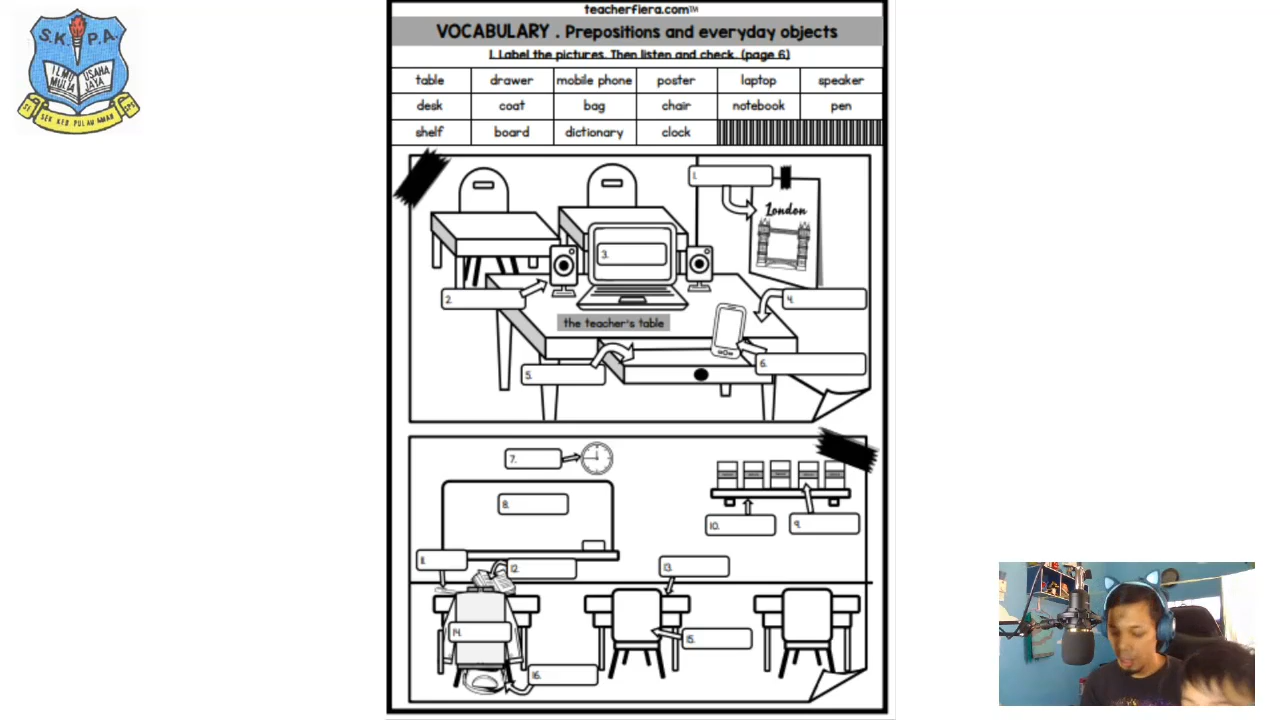 teacherfiera.com™
VOCABULARY . Prepositions and everyday objects
1. Label the pictures. Then listen and check. (page 6)
table drawer mobile phone poster laptop speaker
desk coat bag chair notebook pen
shelf board dictionary clock
S.K. P.A.
ILMU USAHA
MULIA JAYA
SEK KEB PULAU AMAN
1.
London
3.
2.
4.
the teacher's table
6.
5.
7.
8.
10.
9.
11.
12.
13.
14.
15.
16.